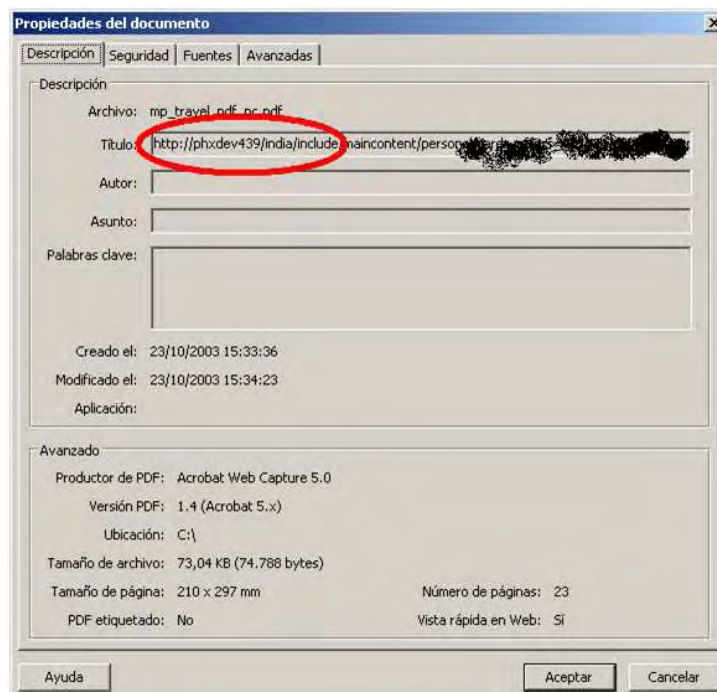 Propiedades del documento
Descripción Seguridad Fuentes Avanzadas
Descripción
Archivo: mp_travel_pdf_pc.pdf
Título: http://phxdev439/india/include/maincontent/person
Autor:
Asunto:
Palabras clave:
Creado el: 23/10/2003 15:33:36
Modificado el: 23/10/2003 15:34:23
Aplicación:
Avanzado
Productor de PDF: Acrobat Web Capture 5.0
Versión PDF: 1.4 (Acrobat 5.x)
Ubicación: C:\
Tamaño de archivo: 73,04 KB (74.788 bytes)
Tamaño de página: 210 x 297 mm Número de páginas: 23
PDF etiquetado: No Vista rápida en Web: Sí
Ayuda Aceptar Cancelar